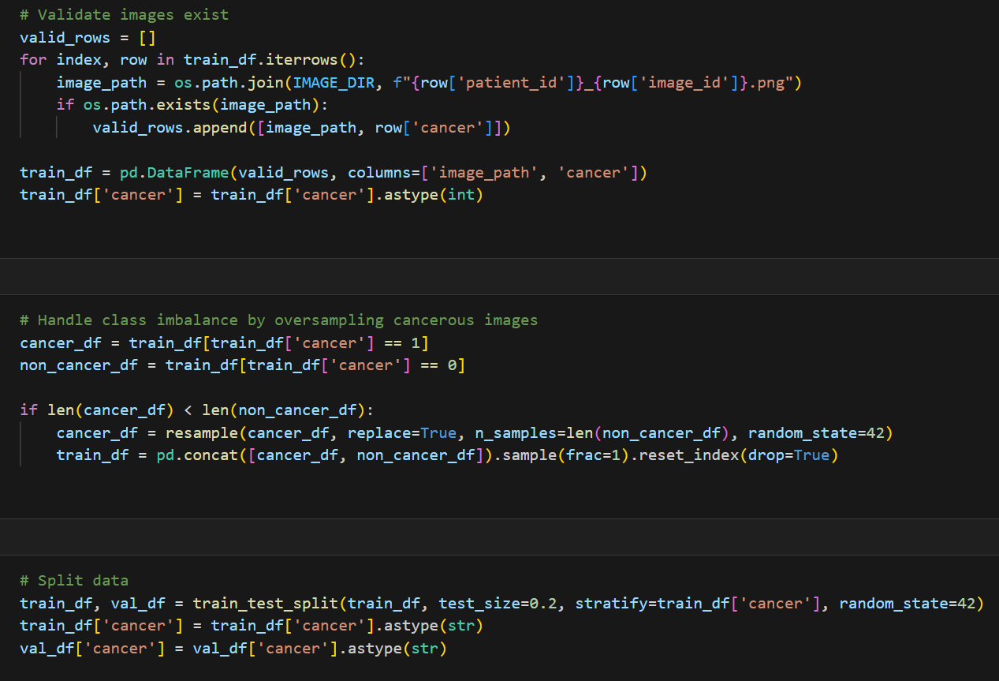 # Validate images exist
valid_rows = []
for index, row in train_df.iterrows():
    image_path = os.path.join(IMAGE_DIR, f"{row['patient_id']}_{row['image_id']}.png")
    if os.path.exists(image_path):
        valid_rows.append([image_path, row['cancer']])
train_df = pd.DataFrame(valid_rows, columns=['image_path', 'cancer'])
train_df['cancer'] = train_df['cancer'].astype(int)
# Handle class imbalance by oversampling cancerous images
cancer_df = train_df[train_df['cancer'] == 1]
non_cancer_df = train_df[train_df['cancer'] == 0]
if len(cancer_df) < len(non_cancer_df):
    cancer_df = resample(cancer_df, replace=True, n_samples=len(non_cancer_df), random_state=42)
    train_df = pd.concat([cancer_df, non_cancer_df]).sample(frac=1).reset_index(drop=True)
# Split data
train_df, val_df = train_test_split(train_df, test_size=0.2, stratify=train_df['cancer'], random_state=42)
train_df['cancer'] = train_df['cancer'].astype(str)
val_df['cancer'] = val_df['cancer'].astype(str)